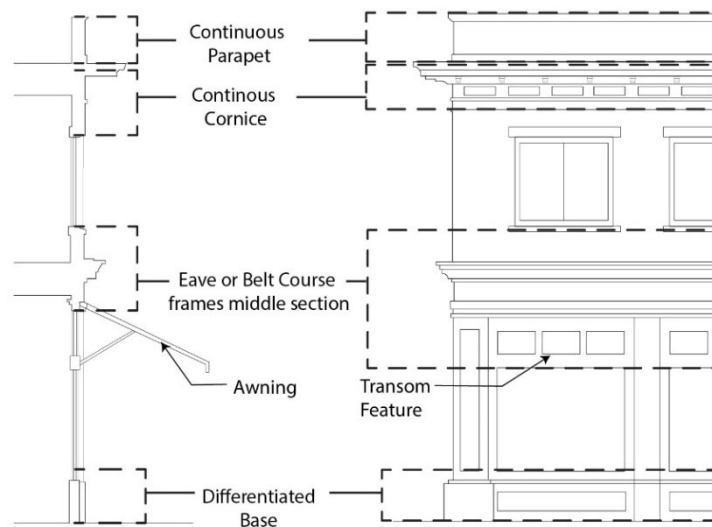 Continuous
Parapet
Continous
Cornice
Eave or Belt Course
frames middle section
Awning
Transom
Feature
Differentiated
Base